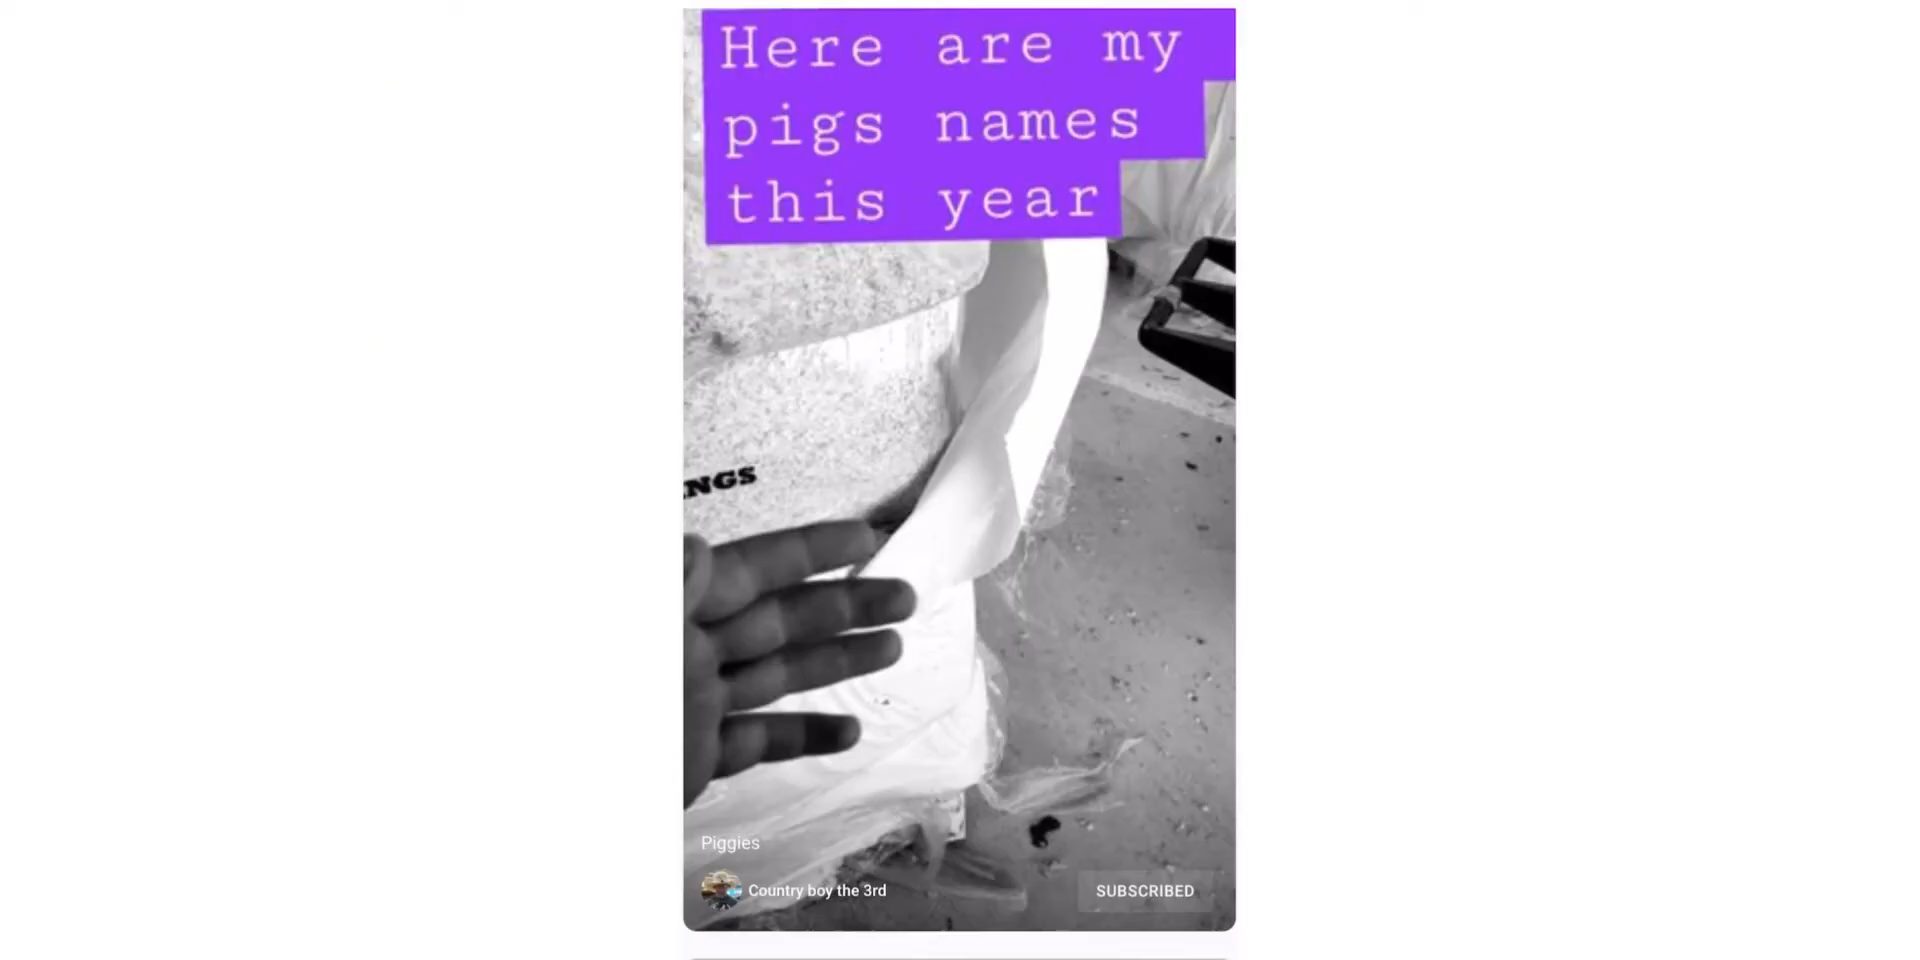 Here are my
pigs names
this year
NGS
Piggies
Country boy the 3rd
SUBSCRIBED